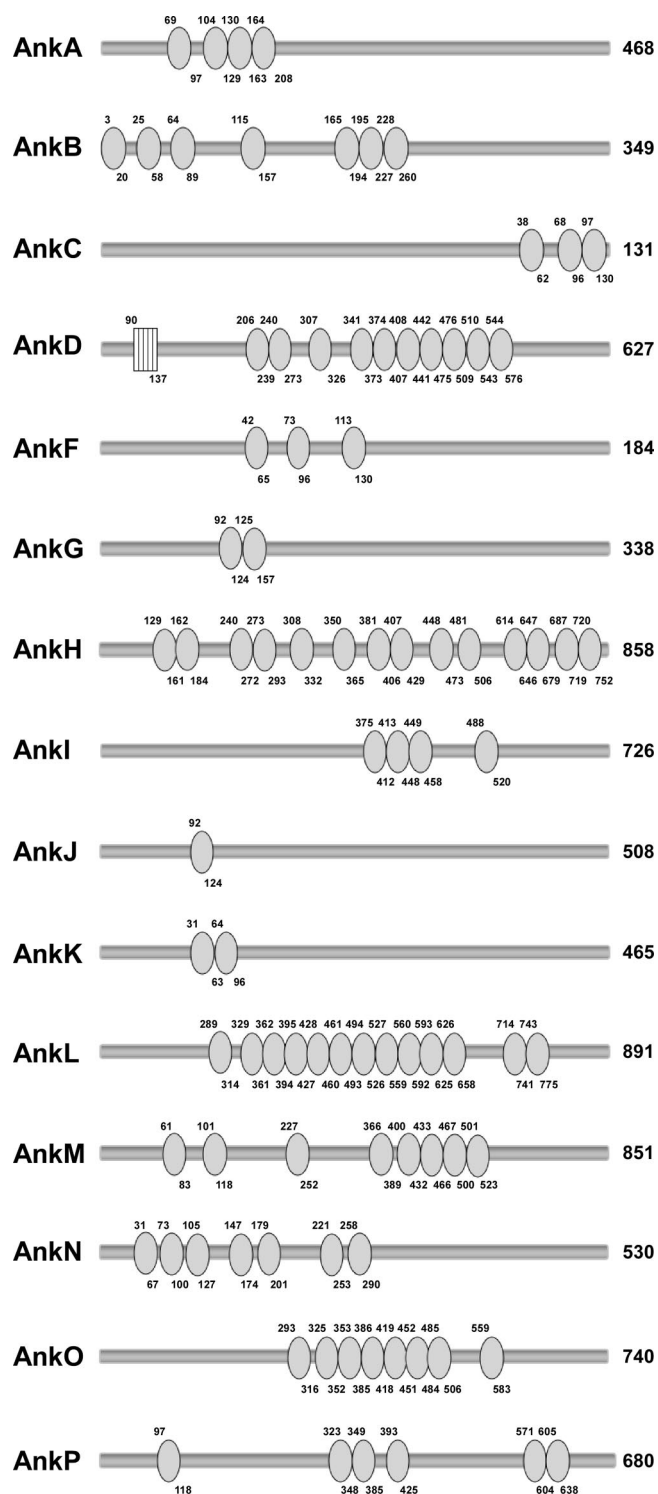 69 104 130 164
AnkA 468
97 129 163 208
3 25 64 115 165 195 228
AnkB 349
20 58 89 157 194 227 260
38 68 97
AnkC 131
62 96 130
90 206 240 307 341 374 408 442 476 510 544
AnkD 627
137 239 273 326 373 407 441 475 509 543 576
42 73 113
AnkF 184
65 96 130
92 125
AnkG 338
124 157
129 162 240 273 308 350 381 407 448 481 614 647 687 720
AnkH 858
161 184 272 293 332 365 406 429 473 506 646 679 719 752
375 413 449 488
AnkI 726
412 448 458 520
92
AnkJ 508
124
31 64
AnkK 465
63 96
289 329 362 395 428 461 494 527 560 593 626 714 743
AnkL 891
314 361 394 427 460 493 526 559 592 625 658 741 775
61 101 227 366 400 433 467 501
AnkM 851
83 118 252 389 432 466 500 523
31 73 105 147 179 221 258
AnkN 530
67 100 127 174 201 253 290
293 325 353 386 419 452 485 559
AnkO 740
316 352 385 418 451 484 506 583
97 323 349 393 571 605
AnkP 680
118 348 385 425 604 638